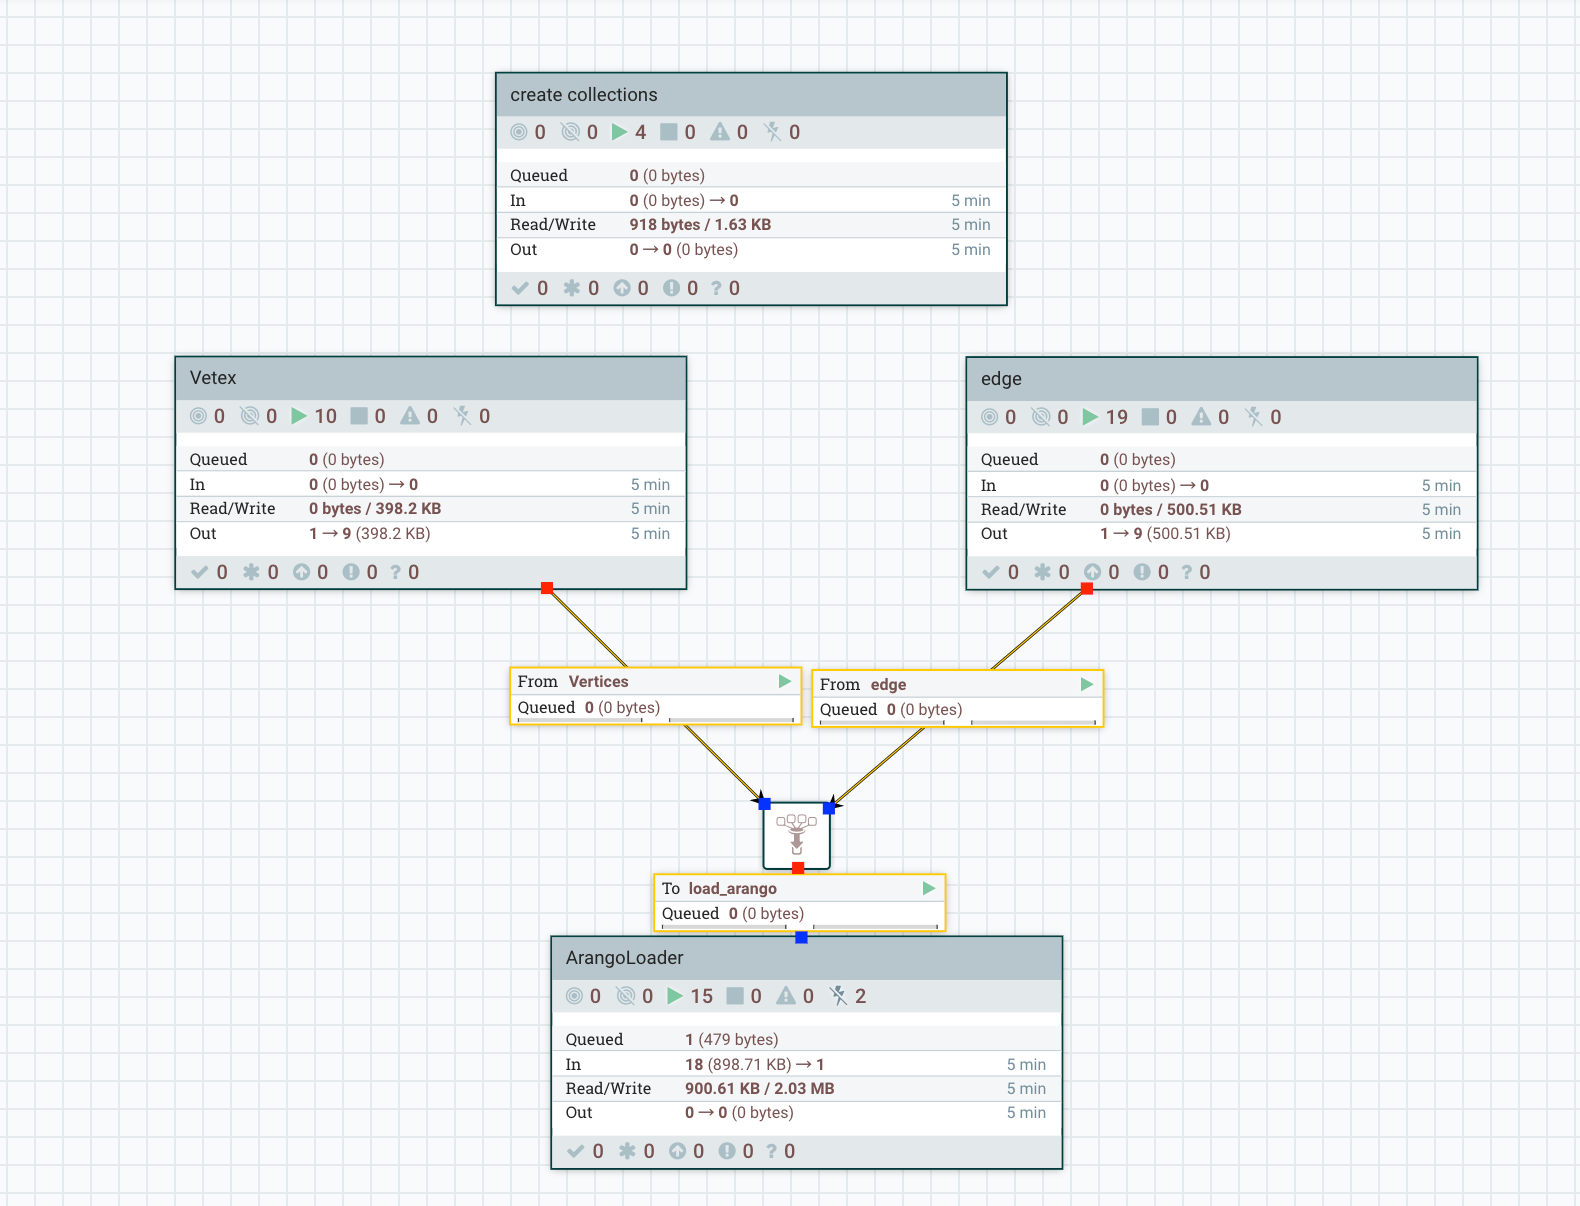 create collections
0 0 4 0 0 0
Queued 0 (0 bytes)
In 0 (0 bytes) → 0 5 min
Read/Write 918 bytes / 1.63 KB 5 min
Out 0 → 0 (0 bytes) 5 min
0 0 0 0 ? 0
Vetex
0 0 10 0 0 0
Queued 0 (0 bytes)
In 0 (0 bytes) → 0 5 min
Read/Write 0 bytes / 398.2 KB 5 min
Out 1 → 9 (398.2 KB) 5 min
0 0 0 0 ? 0
edge
0 0 19 0 0 0
Queued 0 (0 bytes)
In 0 (0 bytes) → 0 5 min
Read/Write 0 bytes / 500.51 KB 5 min
Out 1 → 9 (500.51 KB) 5 min
0 0 0 0 ? 0
From Vertices
Queued 0 (0 bytes)
From edge
Queued 0 (0 bytes)
To load_arango
Queued 0 (0 bytes)
ArangoLoader
0 0 15 0 0 2
Queued 1 (479 bytes)
In 18 (898.71 KB) → 1 5 min
Read/Write 900.61 KB / 2.03 MB 5 min
Out 0 → 0 (0 bytes) 5 min
0 0 0 0 ? 0